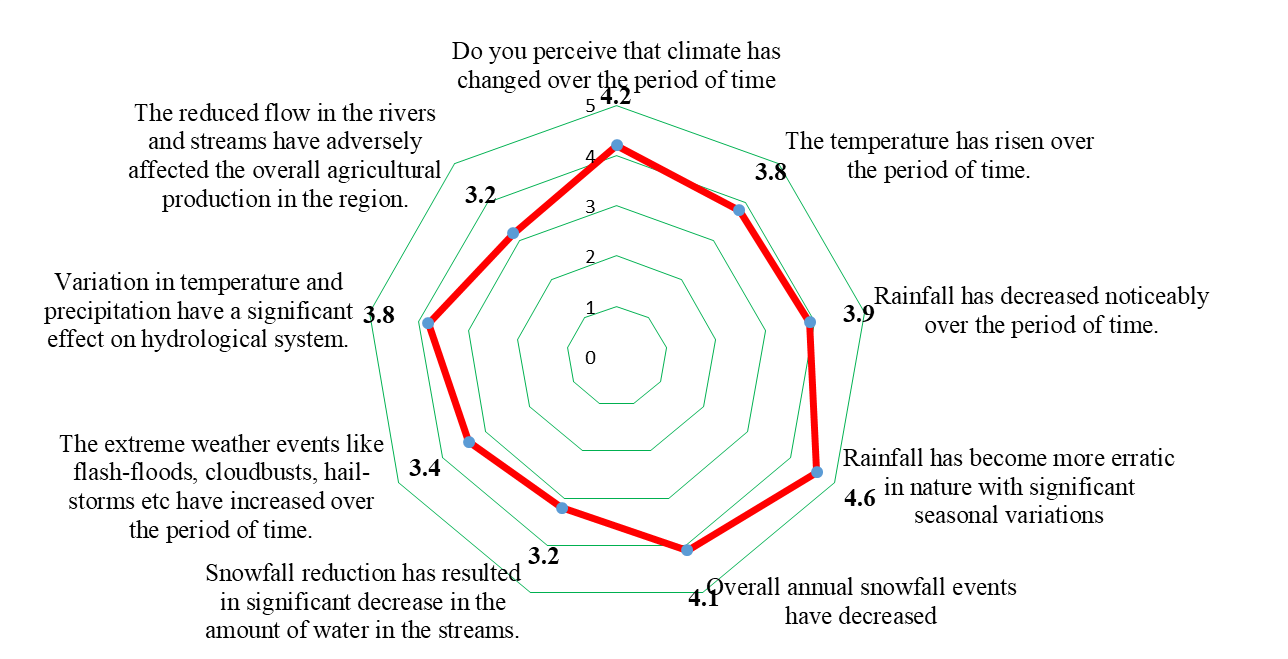 Do you perceive that climate has
changed over the period of time
4.2
The temperature has risen over
the period of time.
3.8
Rainfall has decreased noticeably
over the period of time.
3.9
Rainfall has become more erratic
in nature with significant
seasonal variations
4.6
Overall annual snowfall events
have decreased
4.1
Snowfall reduction has resulted
in significant decrease in the
amount of water in the streams.
3.2
The extreme weather events like
flash-floods, cloudbusts, hail-
storms etc have increased over
the period of time.
3.4
Variation in temperature and
precipitation have a significant
effect on hydrological system.
3.8
The reduced flow in the rivers
and streams have adversely
affected the overall agricultural
production in the region.
3.2
5
4
3
2
1
0